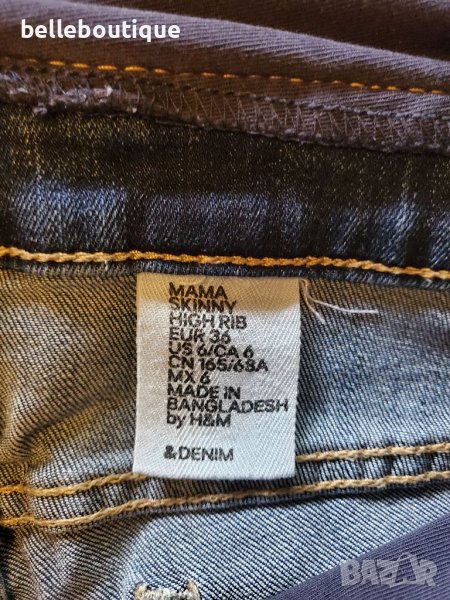 belleboutique
MAMA
SKINNY
HIGH RIB
EUR 36
US 6/CA 6
CN 165/68A
MX 6
MADE IN
BANGLADESH
by H&M
&DENIM
BAZAR